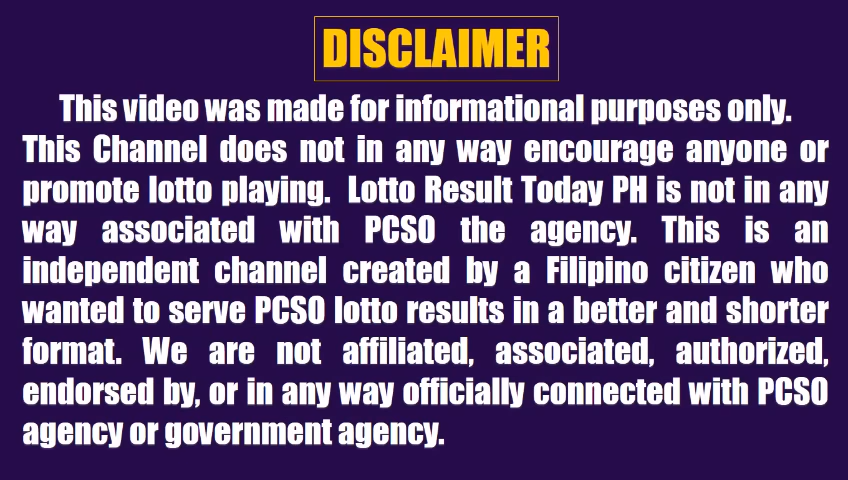 DISCLAIMER
This video was made for informational purposes only.
This Channel does not in any way encourage anyone or
promote lotto playing. Lotto Result Today PH is not in any
way associated with PCSO the agency. This is an
independent channel created by a Filipino citizen who
wanted to serve PCSO lotto results in a better and shorter
format. We are not affiliated, associated, authorized,
endorsed by, or in any way officially connected with PCSO
agency or government agency.